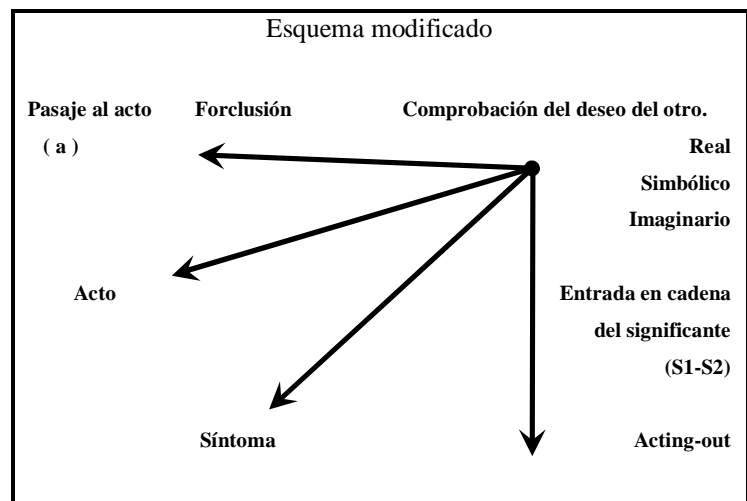 Esquema modificado
Pasaje al acto Forclusión Comprobación del deseo del otro.
( a ) Real
Simbólico
Imaginario
Acto Entrada en cadena
del significante
(S1-S2)
Síntoma Acting-out